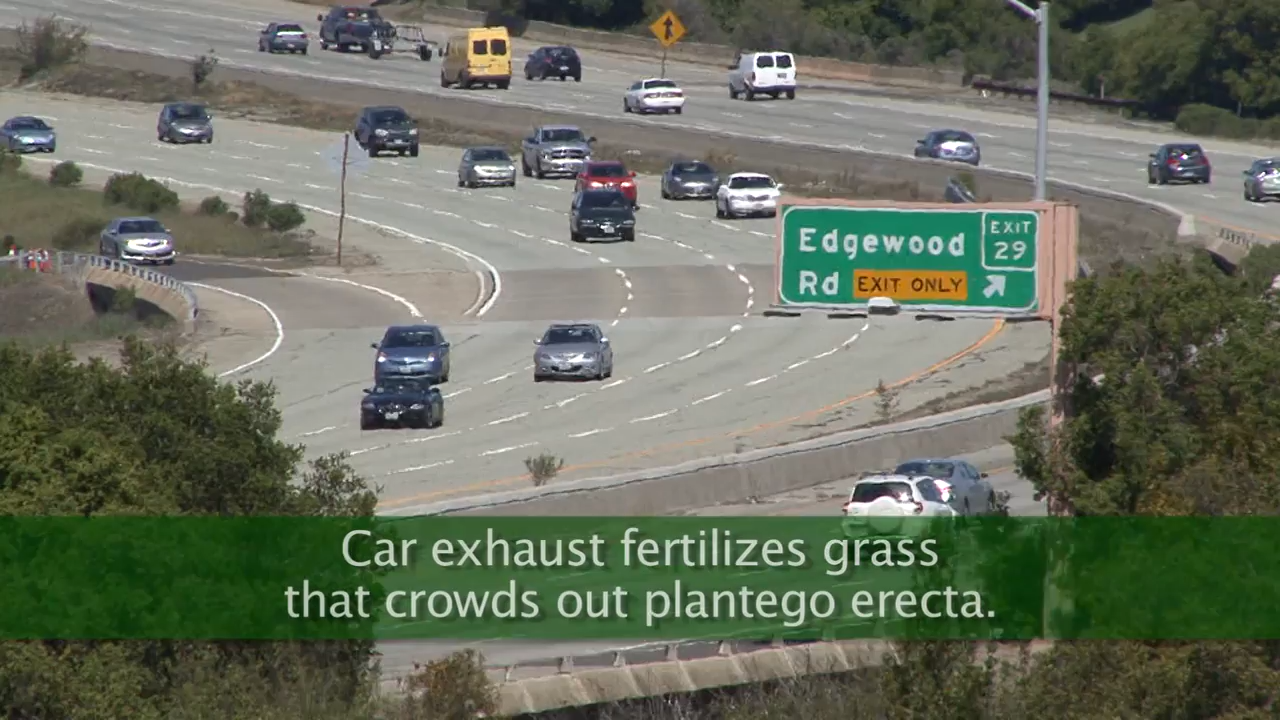 Edgewood
EXIT
29
Rd EXIT ONLY
Car exhaust fertilizes grass
that crowds out plantego erecta.